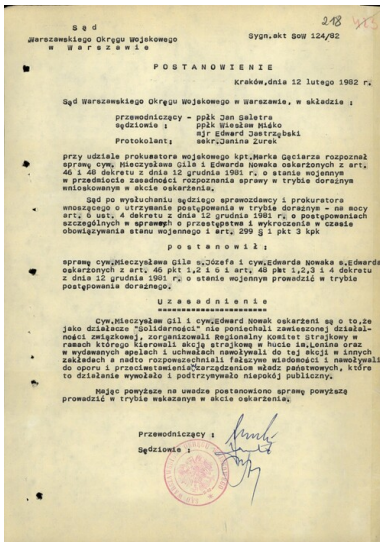 218
Sąd
Warszawskiego Okręgu Wojskowego
w Warszawie
Sygn.akt SoW 124/82
POSTANOWIENIE
Kraków,dnia 12 lutego 1982 r.
Sąd Warszawskiego Okręgu Wojskowego w Warszawie, w składzie :
przewodniczący - ppłk Jan Saletra
sędziowie : ppłk Wiesław Miśko
mjr Edward Jastrzębski
Protokolant: sekr.Janina Żurek
przy udziale prokuratora wojskowego kpt.Marka Gąciarza rozpoznał
sprawę cyw. Mieczysława Gila i Edwarda Nowaka oskarżonych z art.
46 i 48 dekretu z dnia 12 grudnia 1981 r. o stanie wojennym
w przedmiocie zasadności rozpoznania sprawy w trybie doraźnym
wnioskowanym w akcie oskarżenia.
Sąd po wysłuchaniu sędziego sprawozdawcy i prokuratora
wnoszącego o utrzymanie postępowania w trybie doraźnym - na mocy
art. 6 ust. 4 dekretu z dnia 12 grudnia 1981 r. o postępowaniach
szczególnych w sprawach o przestępstwa i wykroczenia w czasie
obowiązywania stanu wojennego i art. 299 § 1 pkt 3 kpk
postanowił:
sprawę cyw.Mieczysława Gila s.Józefa i cyw.Edwarda Nowaka s.Edwarda
oskarżonych z art. 46 pkt 1,2 i 6 i art. 48 pkt 1,2,3 i 4 dekretu
z dnia 12 grudnia 1981 r. o stanie wojennym prowadzić w trybie
postępowania doraźnego.
Uzasadnienie
Cyw.Mieczysław Gil i cyw.Edward Nowak oskarżeni są o to,że
jako działacze "Solidarności" nie poniechali zawieszonej działal-
ności związkowej, zorganizowali Regionalny Komitet Strajkowy w
ramach którego kierowali akcją strajkową w hucie im.Lenina oraz
w wydawanych apelach i uchwałach nawoływali do tej akcji w innych
zakładach a nadto rozpowszechniali fałszywe wiadomości i nawoływali
do oporu i przeciwstawienia zarządzeniom władz państwowych, które
to działanie wywołało i podtrzymywało niepokój publiczny.
Mając powyższe na uwadze postanowiono sprawę powyższą
prowadzić w trybie wskazanym w akcie oskarżenia.
Przewodniczący :
Sędziowie :